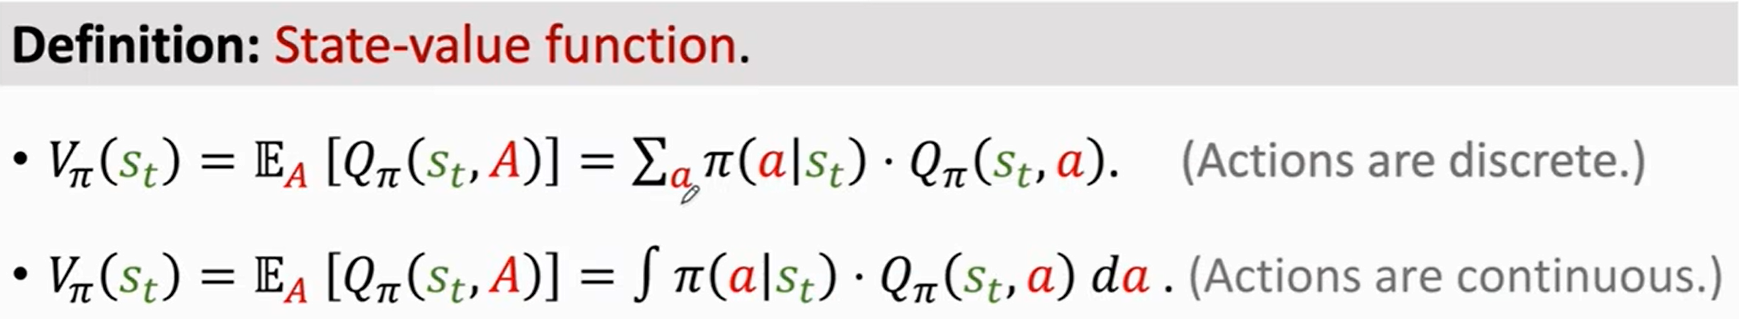 Definition: State-value function.
• Vπ(st) = 𝔼A [Qπ(st, A)] = ∑a π(a|st) · Qπ(st, a). (Actions are discrete.)
• Vπ(st) = 𝔼A [Qπ(st, A)] = ∫ π(a|st) · Qπ(st, a) da . (Actions are continuous.)